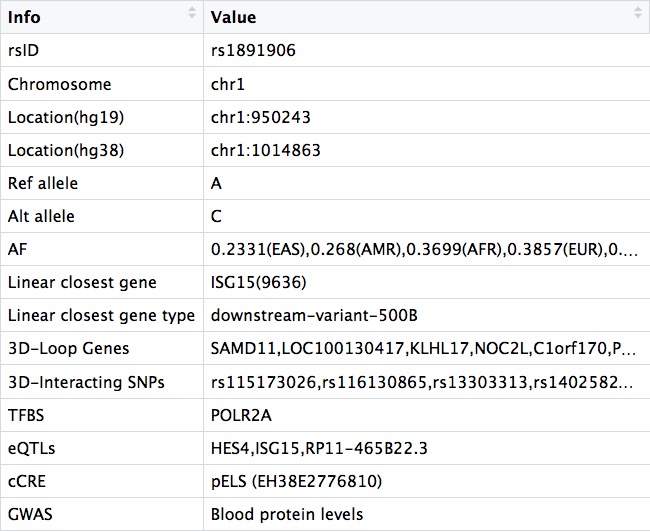 Info Value
rsID rs1891906
Chromosome chr1
Location(hg19) chr1:950243
Location(hg38) chr1:1014863
Ref allele A
Alt allele C
AF 0.2331(EAS),0.268(AMR),0.3699(AFR),0.3857(EUR),0....
Linear closest gene ISG15(9636)
Linear closest gene type downstream-variant-500B
3D-Loop Genes SAMD11,LOC100130417,KLHL17,NOC2L,C1orf170,P...
3D-Interacting SNPs rs115173026,rs116130865,rs13303313,rs1402582...
TFBS POLR2A
eQTLs HES4,ISG15,RP11-465B22.3
cCRE pELS (EH38E2776810)
GWAS Blood protein levels